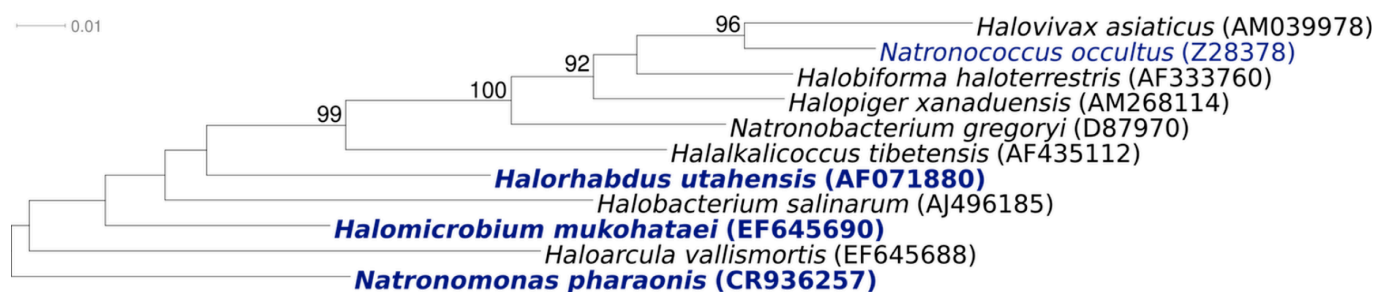 0.01
96
Halovivax asiaticus (AM039978)
Natronococcus occultus (Z28378)
92
Halobiforma haloterrestris (AF333760)
100
Halopiger xanaduensis (AM268114)
99
Natronobacterium gregoryi (D87970)
Halalkalicoccus tibetensis (AF435112)
Halorhabdus utahensis (AF071880)
Halobacterium salinarum (AJ496185)
Halomicrobium mukohataei (EF645690)
Haloarcula vallismortis (EF645688)
Natronomonas pharaonis (CR936257)